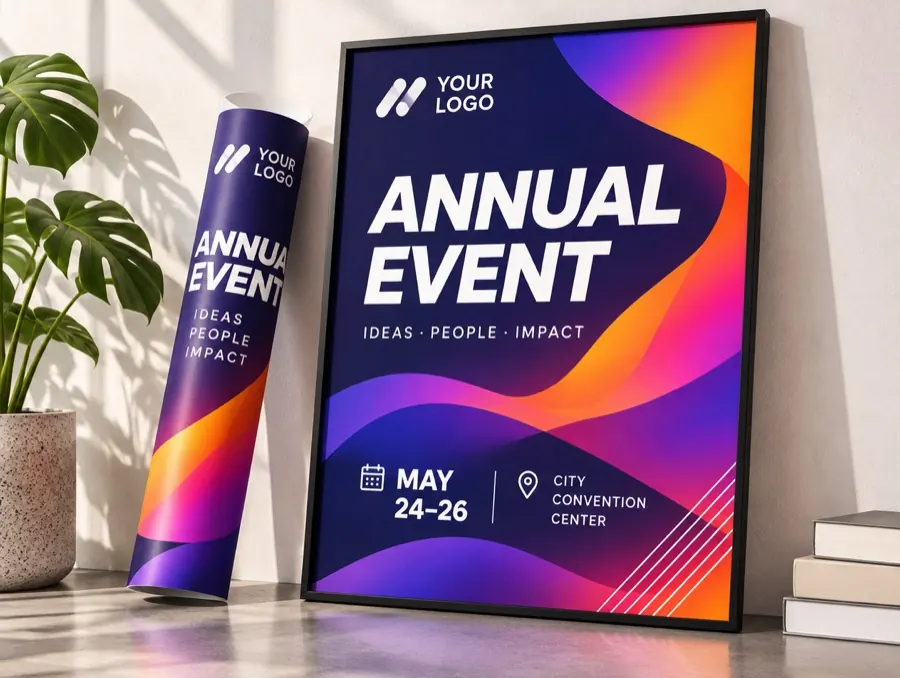 YOUR
LOGO
ANNUA
EVENT
IDEAS
PEOPLE
IMPACT
YOUR
LOGO
ANNUAL
EVENT
IDEAS · PEOPLE · IMPACT
MAY
24–26
CITY
CONVENTION
CENTER